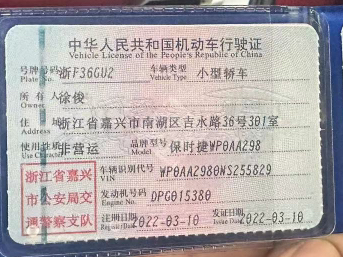 中华人民共和国机动车行驶证
Vehicle License of the People's Republic of China
号牌号码 浙F36GU2 车辆类型 小型轿车
Plate No. Vehicle Type
所有人 徐俊
Owner
住址 浙江省嘉兴市南湖区吉水路36号301室
Address
使用性质 非营运 品牌型号 保时捷WP0AA298
Use Character Model
浙江省嘉兴 车辆识别代号 WP0AA2980NS255829
VIN
市公安局交 发动机号码 DPG015380
Engine No.
通警察支队 注册日期 2022-03-10 发证日期 2022-03-10
Issue Date